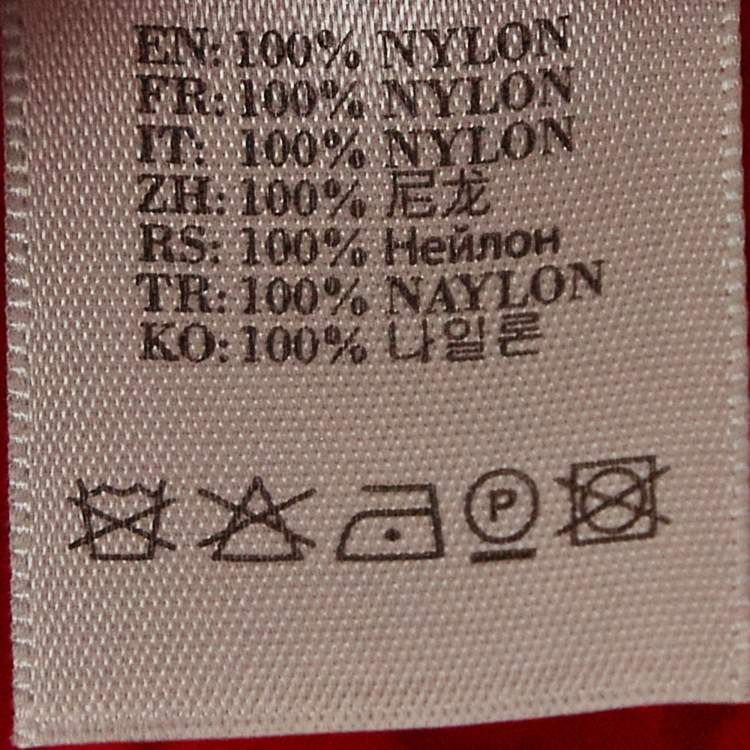 EN: 100% NYLON
FR: 100% NYLON
IT: 100% NYLON
ZH: 100% 尼龙
RS: 100% Нейлон
TR: 100% NAYLON
KO: 100% 나일론
P